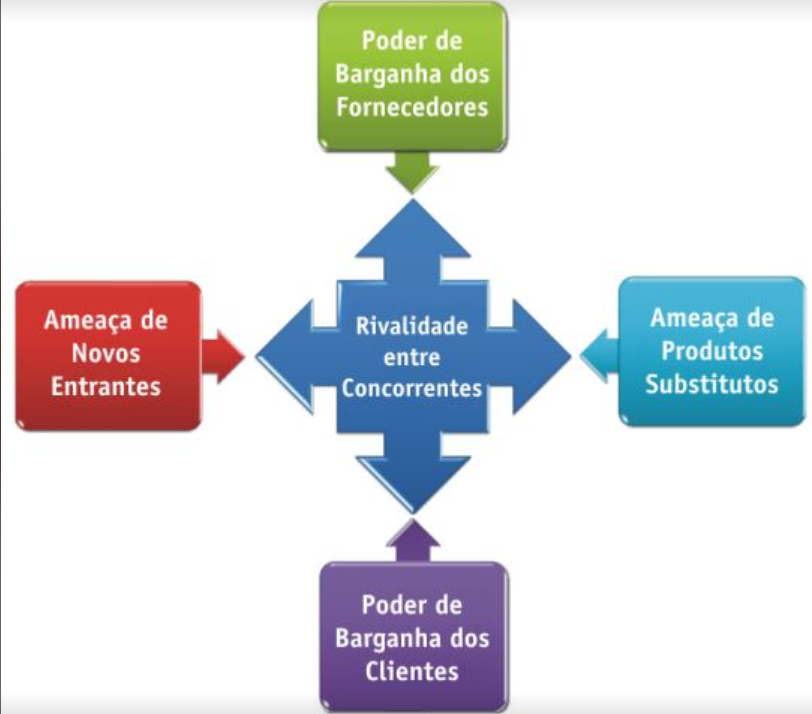 Poder de
Barganha dos
Fornecedores
Ameaça de
Novos
Entrantes
Rivalidade
entre
Concorrentes
Ameaça de
Produtos
Substitutos
Poder de
Barganha dos
Clientes